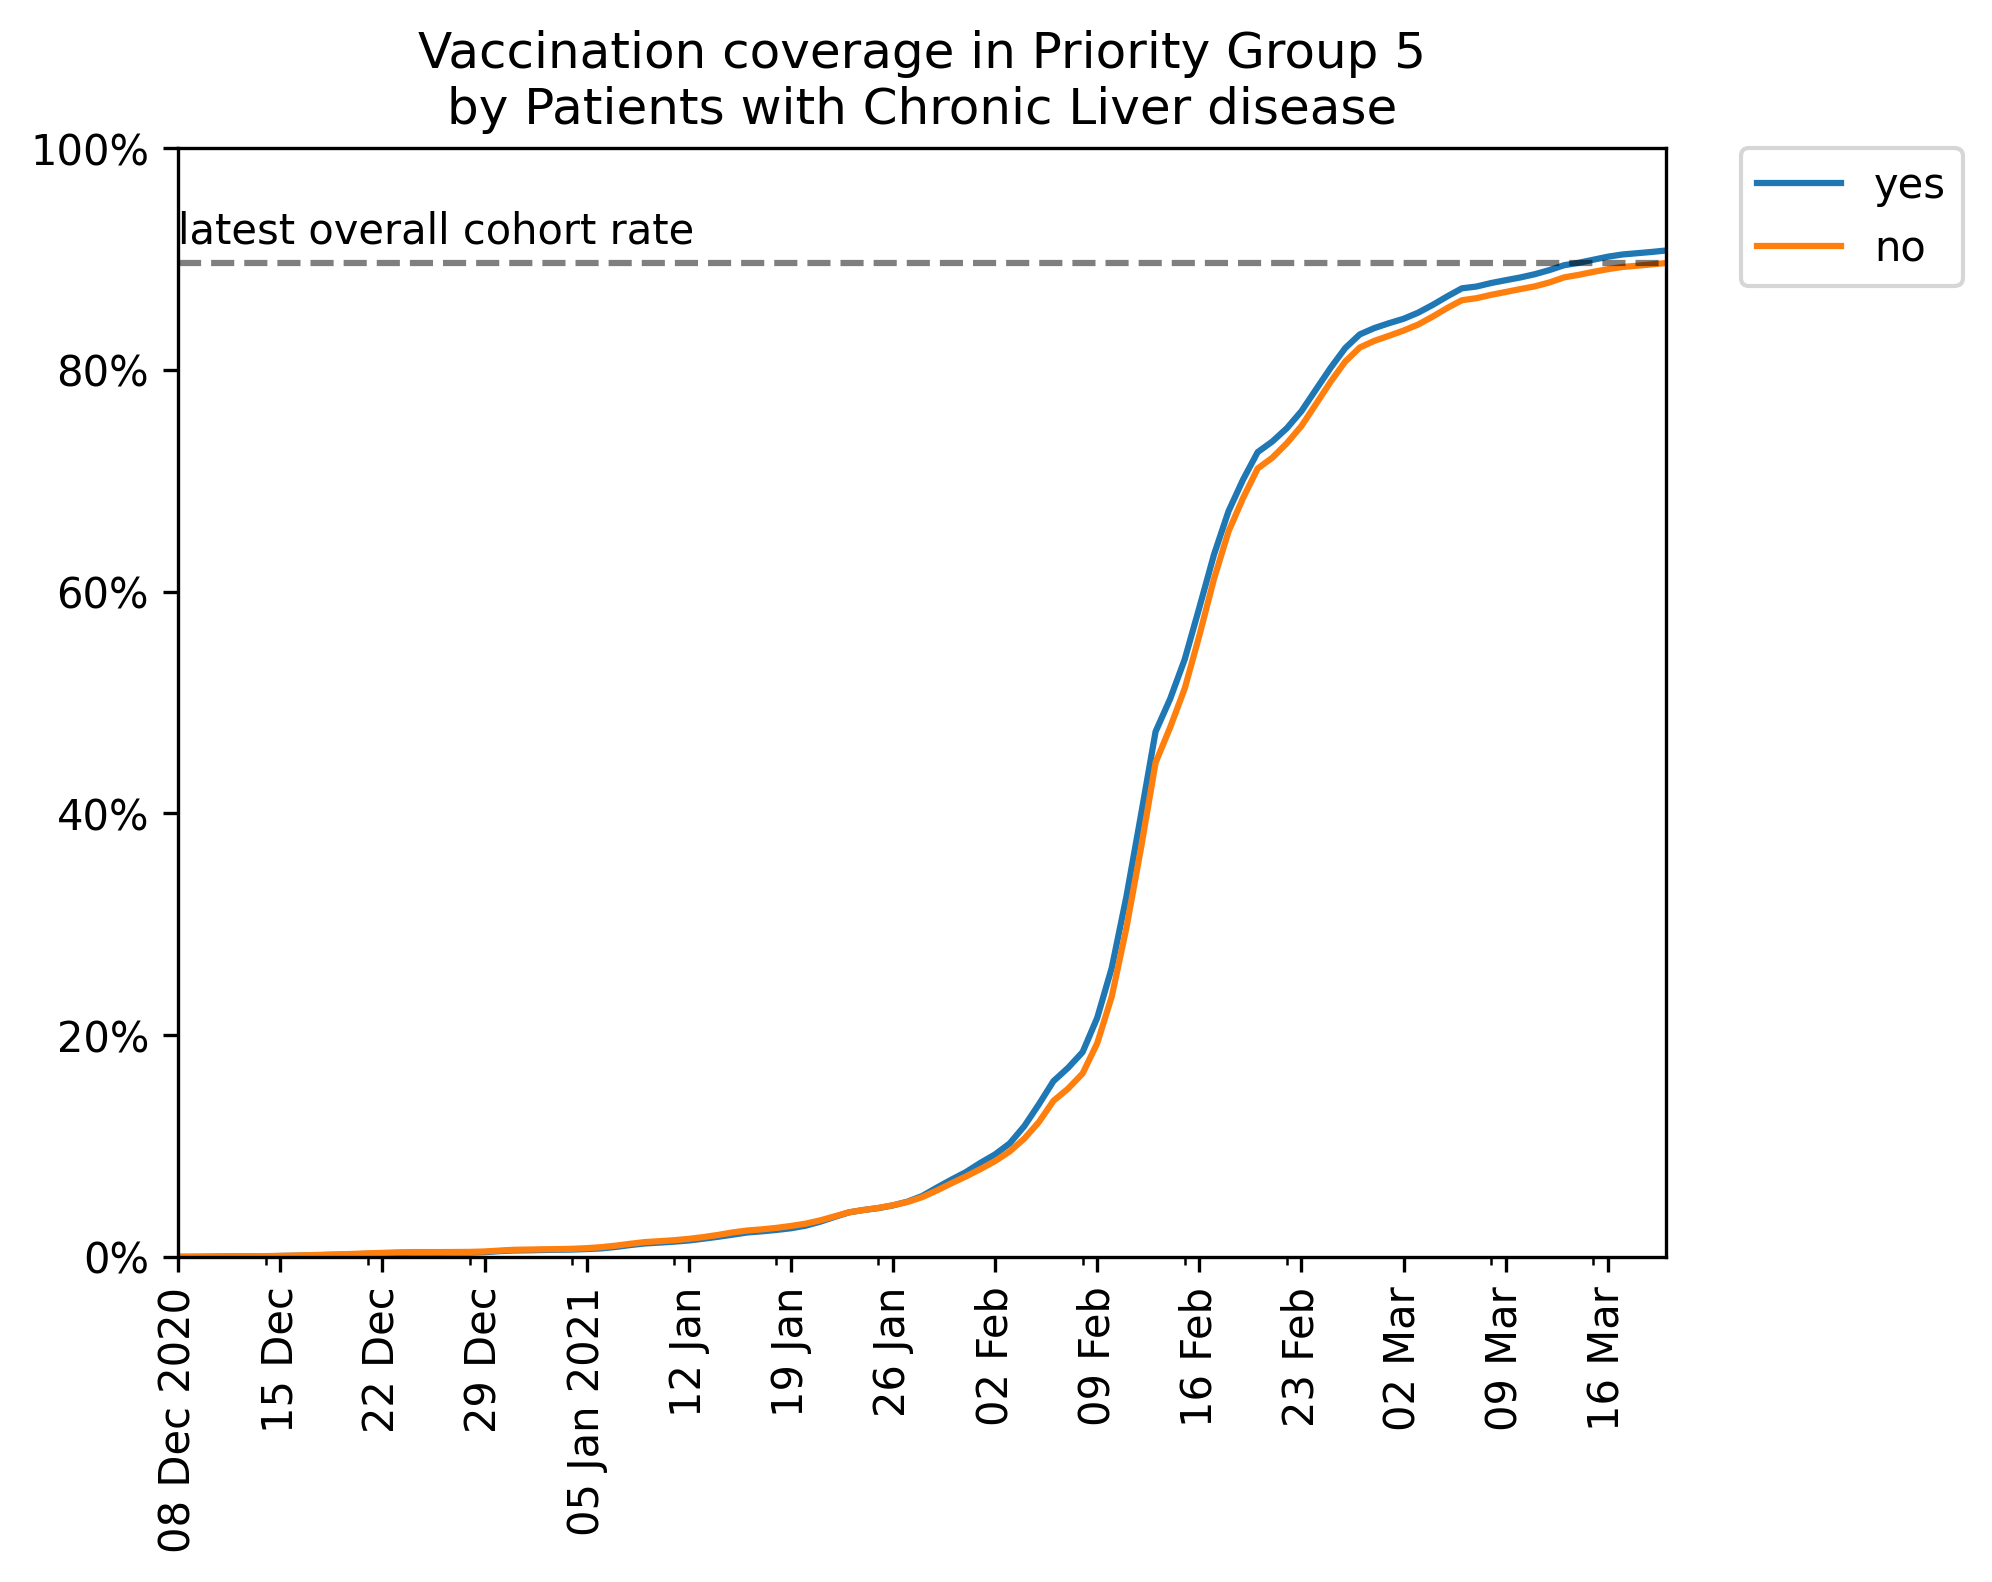 Vaccination coverage in Priority Group 5
by Patients with Chronic Liver disease
100%
80%
60%
40%
20%
0%
latest overall cohort rate
yes
no
08 Dec 2020
15 Dec
22 Dec
29 Dec
05 Jan 2021
12 Jan
19 Jan
26 Jan
02 Feb
09 Feb
16 Feb
23 Feb
02 Mar
09 Mar
16 Mar